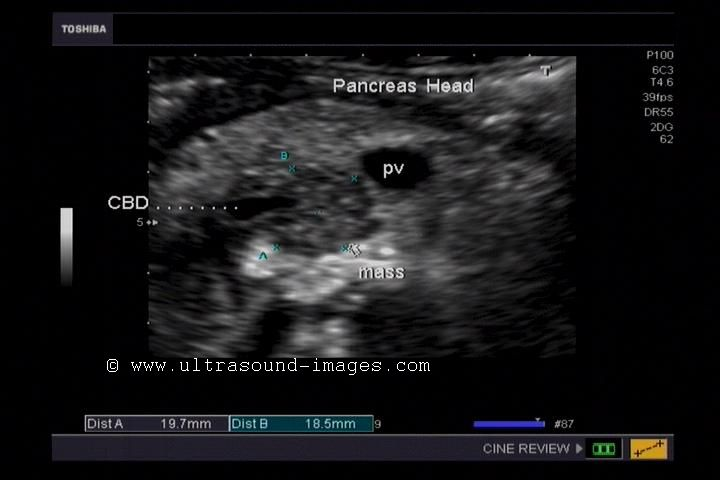 TOSHIBA
P100
6C3
T4.6
39fps
DR55
2DG
62
T
Pancreas Head
B
pv
CBD
5
A
mass
© www.ultrasound-images.com
Dist A 19.7mm Dist B 18.5mm 9
#87
CINE REVIEW